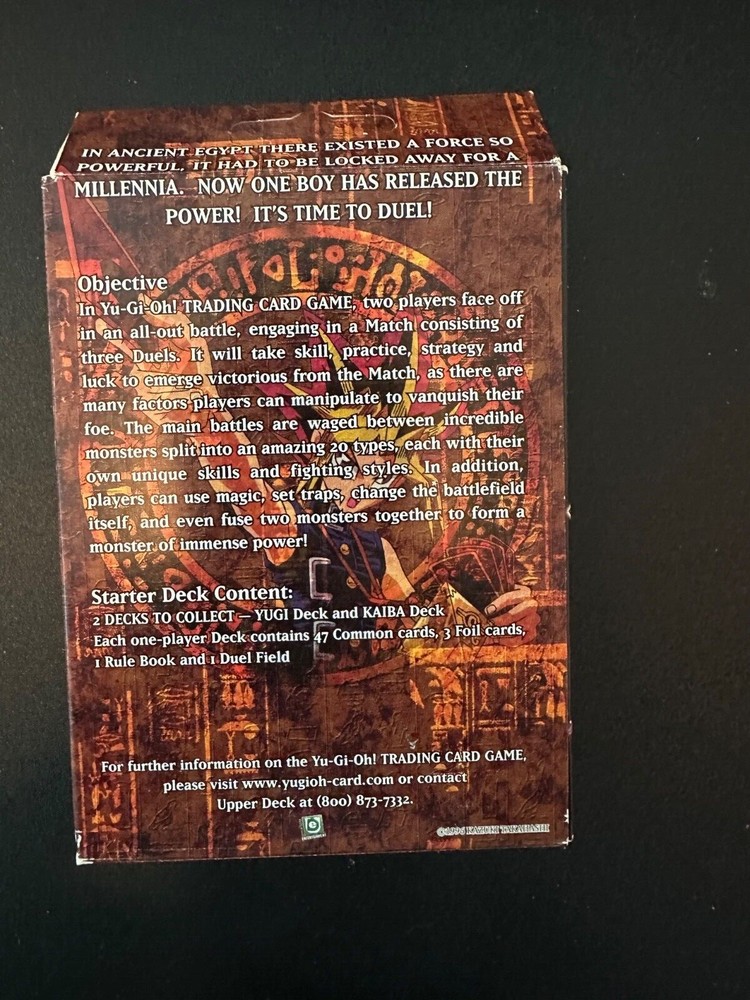 IN ANCIENT EGYPT THERE EXISTED A FORCE SO
POWERFUL, IT HAD TO BE LOCKED AWAY FOR A
MILLENNIA. NOW ONE BOY HAS RELEASED THE
POWER! IT'S TIME TO DUEL!
Objective
In Yu-Gi-Oh! TRADING CARD GAME, two players face off
in an all-out battle, engaging in a Match consisting of
three Duels. It will take skill, practice, strategy and
luck to emerge victorious from the Match, as there are
many factors players can manipulate to vanquish their
foe. The main battles are waged between incredible
monsters split into an amazing 20 types, each with their
own unique skills and fighting styles. In addition,
players can use magic, set traps, change the battlefield
itself, and even fuse two monsters together to form a
monster of immense power!
Starter Deck Content:
2 DECKS TO COLLECT — YUGI Deck and KAIBA Deck
Each one-player Deck contains 47 Common cards, 3 Foil cards,
1 Rule Book and 1 Duel Field
For further information on the Yu-Gi-Oh! TRADING CARD GAME,
please visit www.yugioh-card.com or contact
Upper Deck at (800) 873-7332.
e
©1996 KAZUKI TAKAHASHI